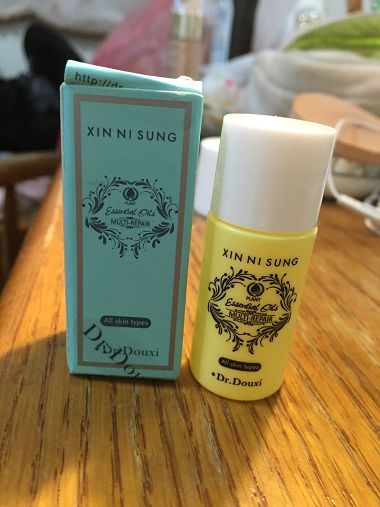 http://d
XIN NI SUNG
PLANT
Essential Oils
MULTI-REPAIR
All skin types
Dr.Douxi
XIN NI SUNG
PLANT
Essential Oils
MULTI-REPAIR
All skin types
Dr.Douxi